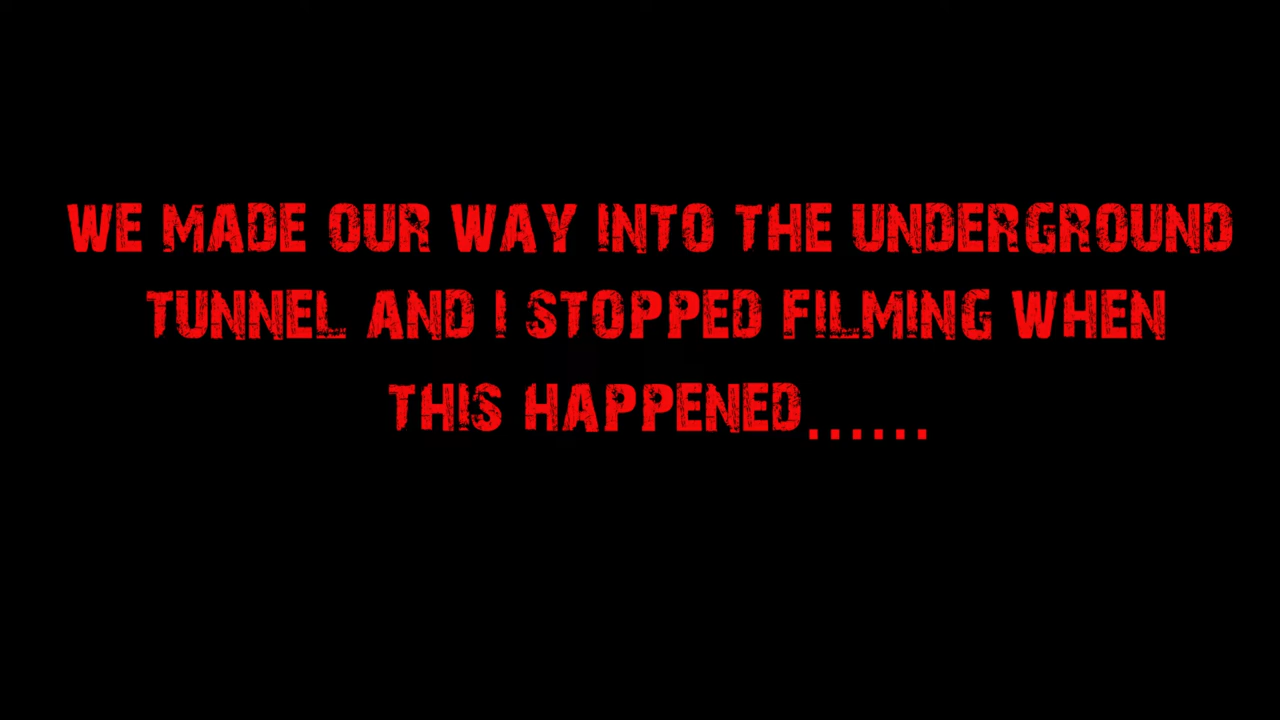 WE MADE OUR WAY INTO THE UNDERGROUND
TUNNEL AND I STOPPED FILMING WHEN
THIS HAPPENED......